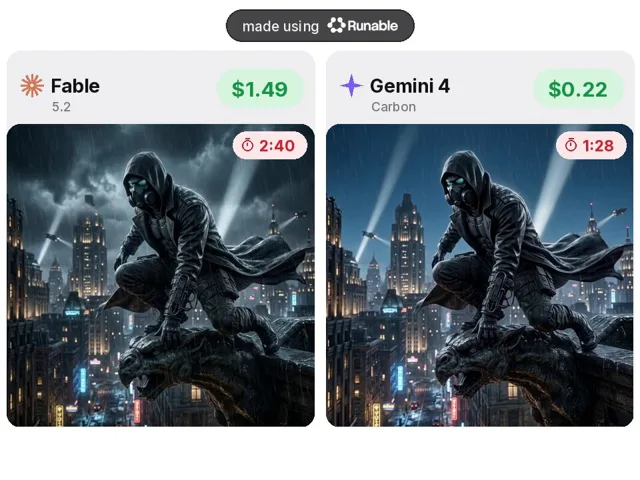 made using Runable
Fable
5.2
$1.49
2:40
Gemini 4
Carbon
$0.22
1:28